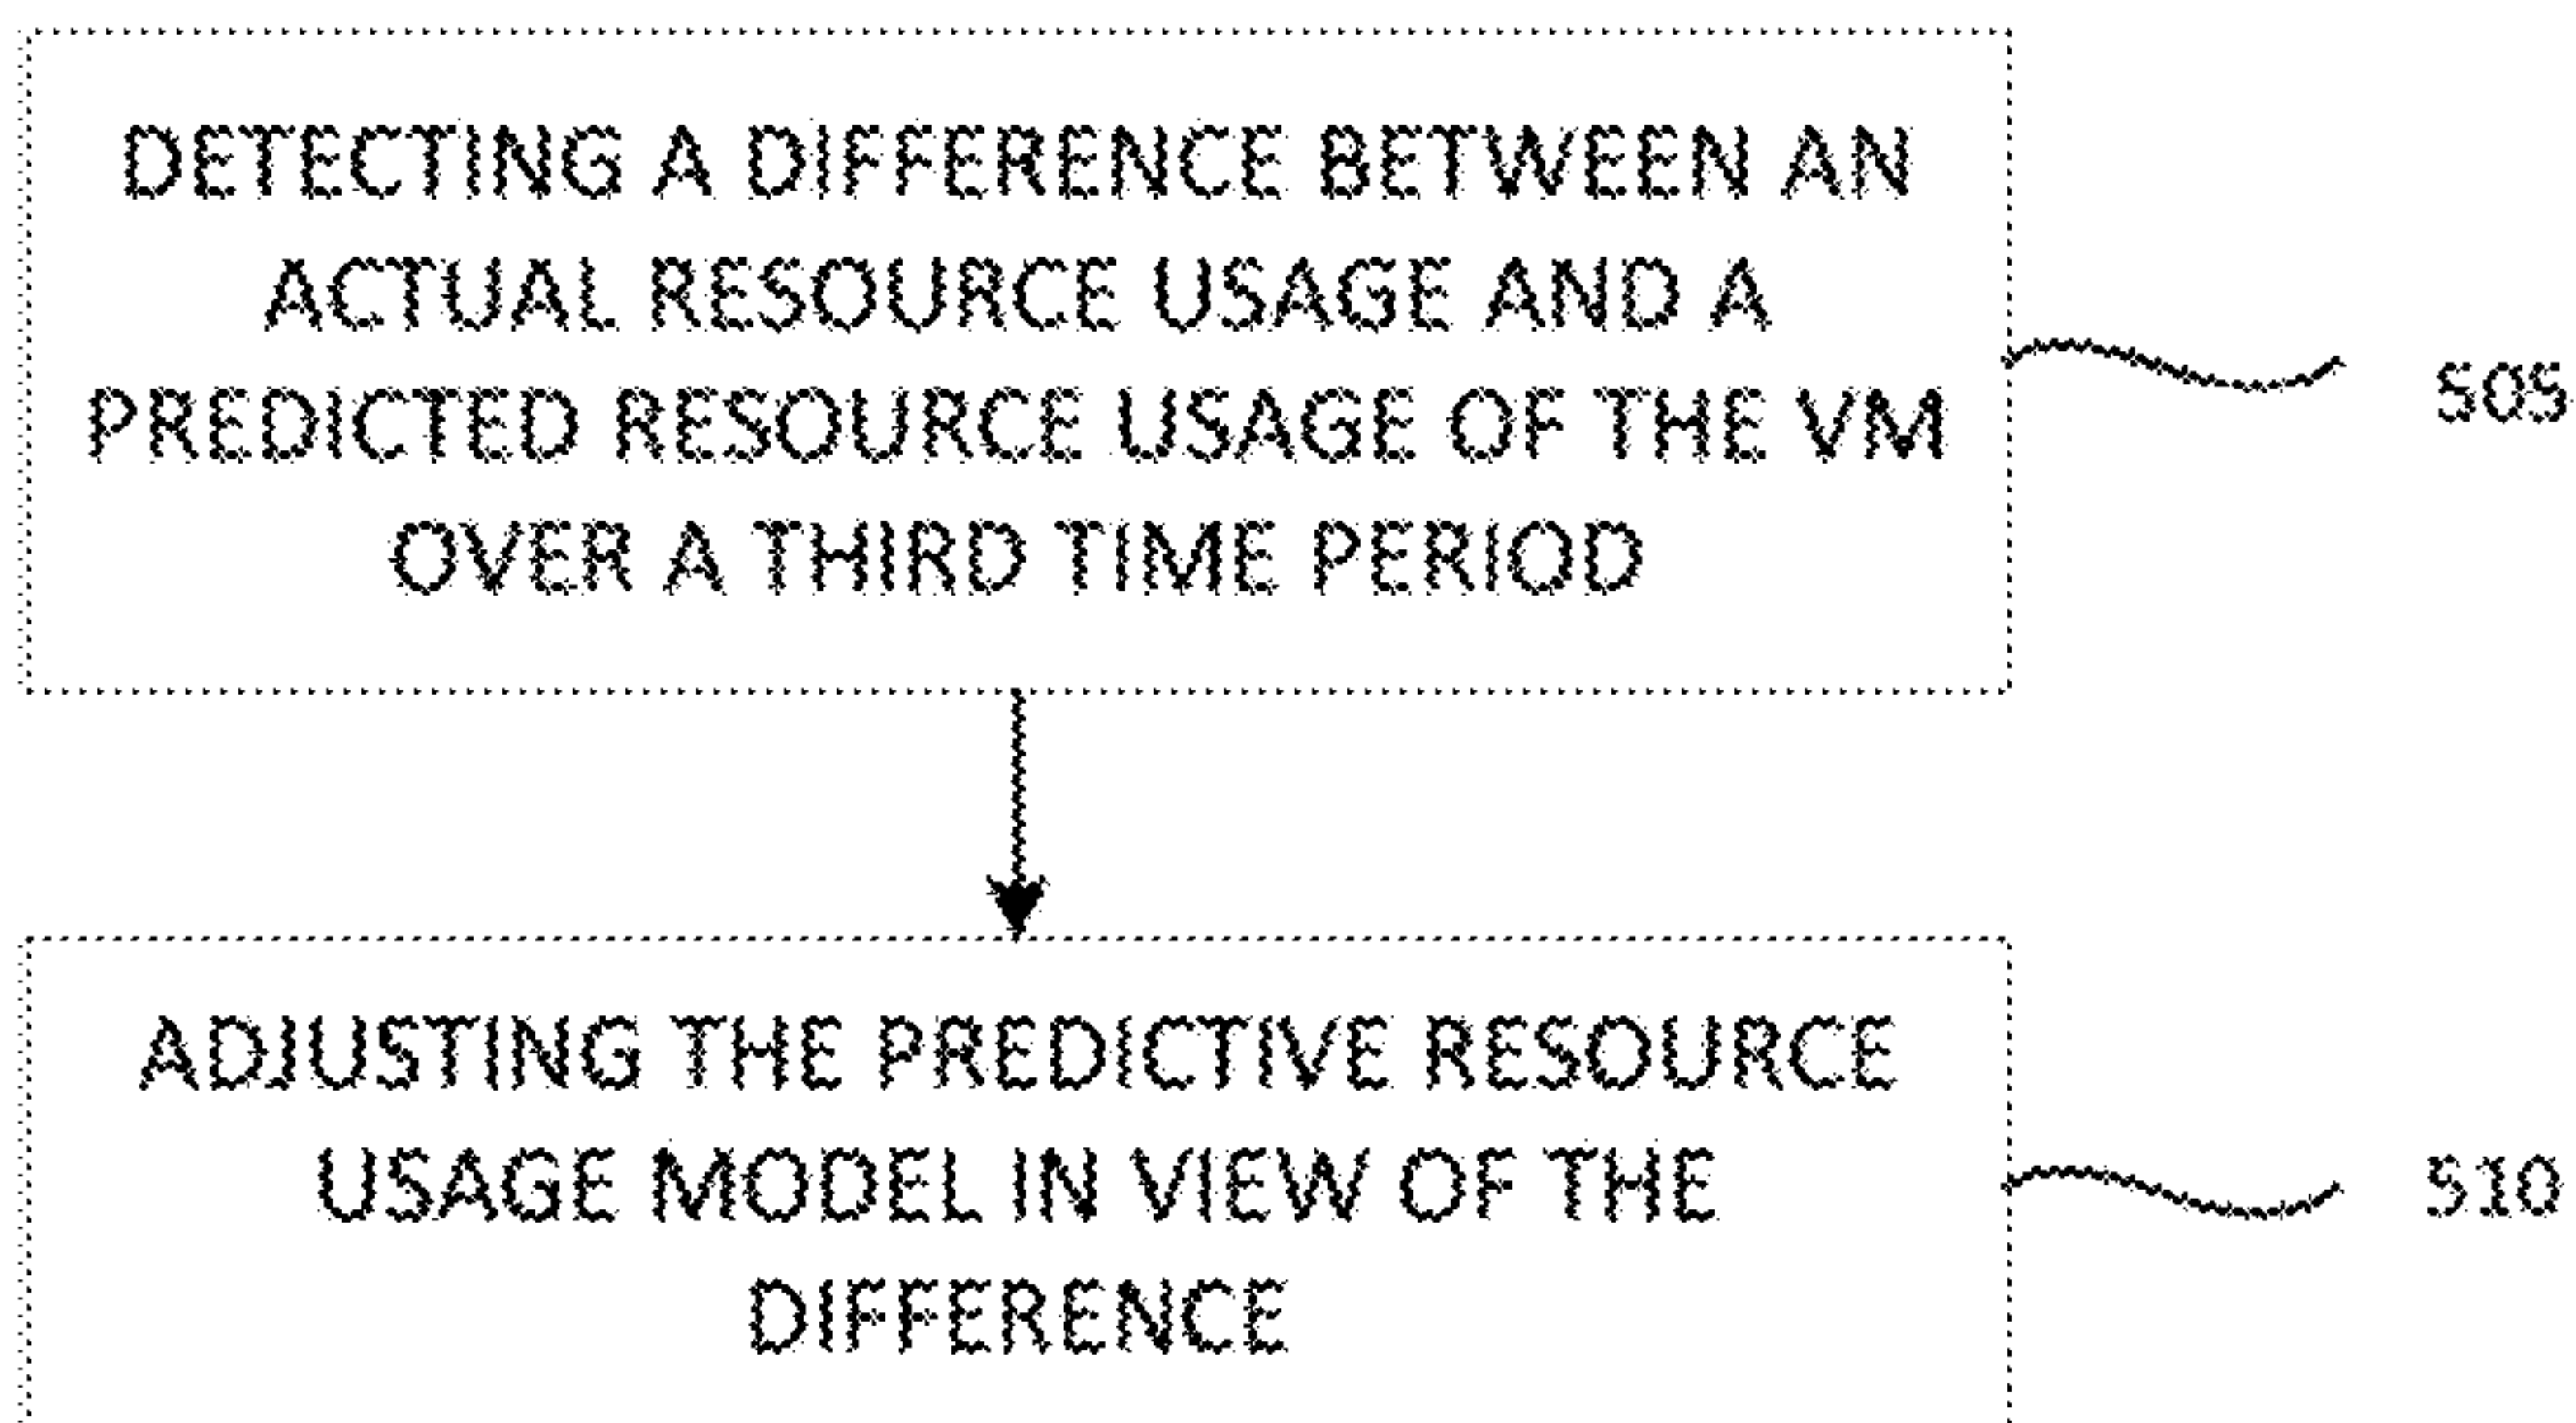 DETECTING A DIFFERENCE BETWEEN AN
ACTUAL RESOURCE USAGE AND A
PREDICTED RESOURCE USAGE OF THE VM
OVER A THIRD TIME PERIOD
505
ADJUSTING THE PREDICTIVE RESOURCE
USAGE MODEL IN VIEW OF THE
DIFFERENCE
510